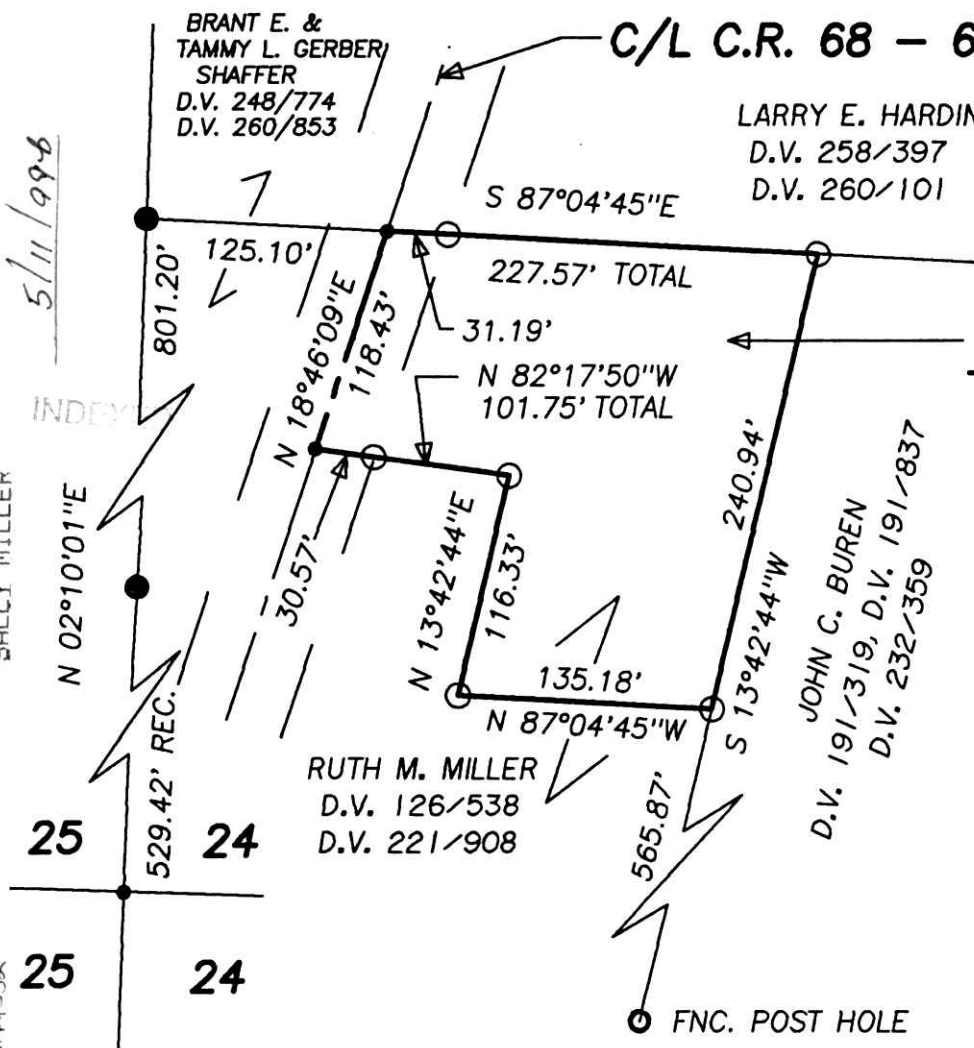 BRANT E. &
TAMMY L. GERBER
SHAFFER
D.V. 248/774
D.V. 260/853
C/L C.R. 68 – 6
LARRY E. HARDIN
D.V. 258/397
D.V. 260/101
S 87°04'45"E
227.57' TOTAL
125.10'
31.19'
N 82°17'50"W
101.75' TOTAL
801.20'
N 18°46'09"E
118.43'
240.94'
S 13°42'44"W
JOHN C. BUREN
D.V. 191/319, D.V. 191/837
D.V. 232/359
30.57'
N 13°42'44"E
116.33'
135.18'
N 87°04'45"W
N 02°10'01"E
529.42' REC.
RUTH M. MILLER
D.V. 126/538
D.V. 221/908
565.87'
25
24
25
24
FNC. POST HOLE
MILLER